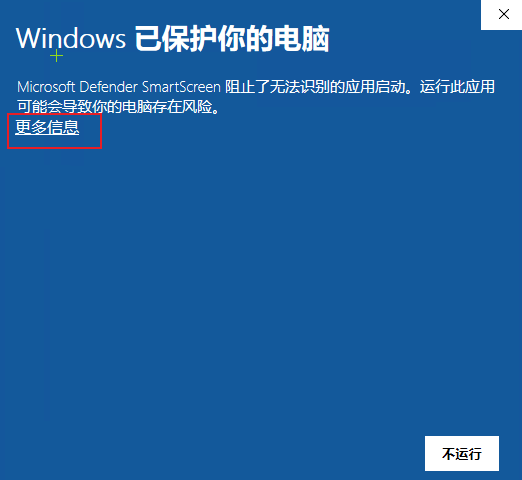 Windows 已保护你的电脑
Microsoft Defender SmartScreen 阻止了无法识别的应用启动。运行此应用
可能会导致你的电脑存在风险。
更多信息
不运行